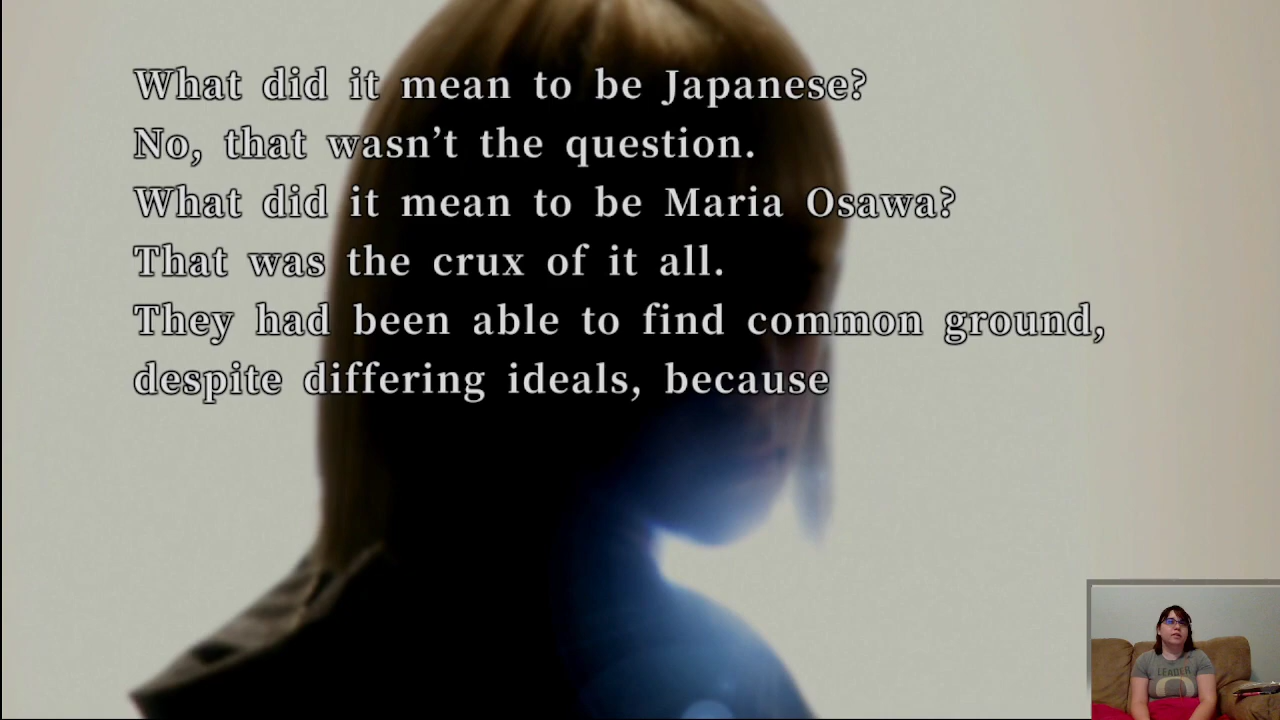 What did it mean to be Japanese?
No, that wasn’t the question.
What did it mean to be Maria Osawa?
That was the crux of it all.
They had been able to find common ground,
despite differing ideals, because
LEADER